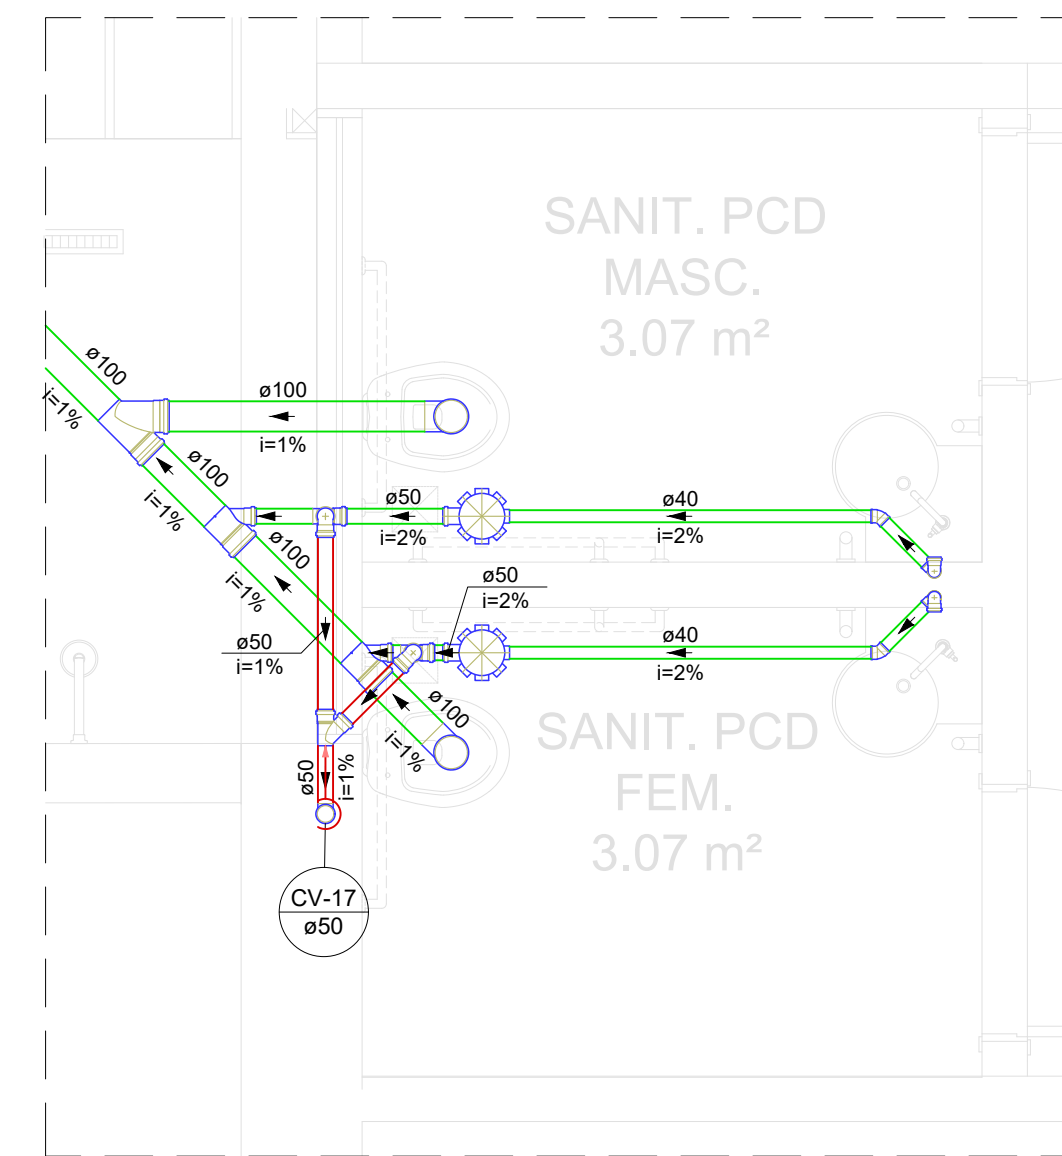 SANIT. PCD
MASC.
3.07 m²
ø100
i=1%
ø100
i=1%
ø100
i=1%
ø50
i=2%
ø40
i=2%
ø100
i=1%
ø50
i=2%
ø50
i=1%
ø40
i=2%
ø100
i=1%
SANIT. PCD
FEM.
3.07 m²
ø50
i=1%
CV-17
ø50